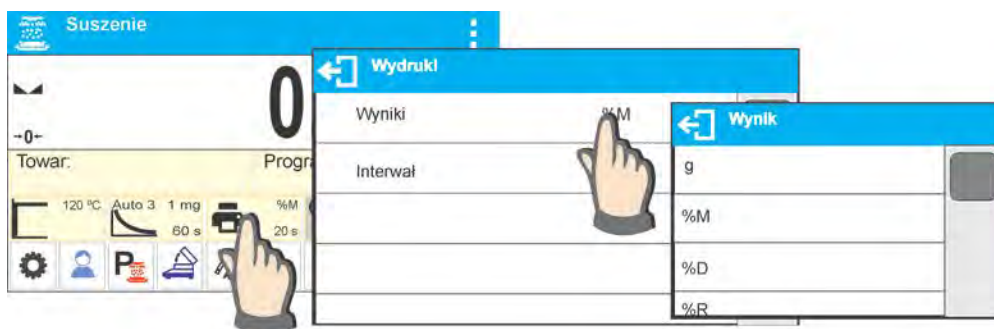 Suszenie
0
→0←
Towar:
Progra
120 ºC
Auto 3
1 mg
60 s
%M
20 s
P
Wydruki
Wyniki
%M
Interwał
Wynik
g
%M
%D
%R